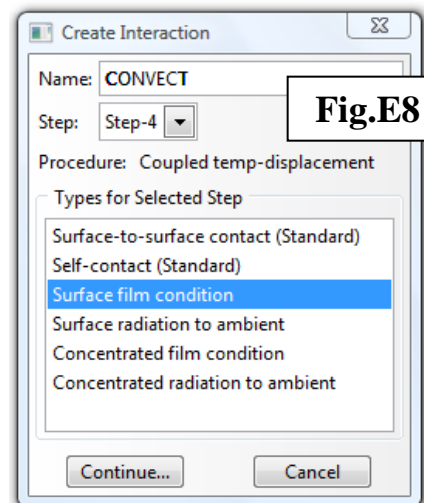 Create Interaction
Name: CONVECT
Fig.E8
Step: Step-4
Procedure: Coupled temp-displacement
Types for Selected Step
Surface-to-surface contact (Standard)
Self-contact (Standard)
Surface film condition
Surface radiation to ambient
Concentrated film condition
Concentrated radiation to ambient
Continue... Cancel